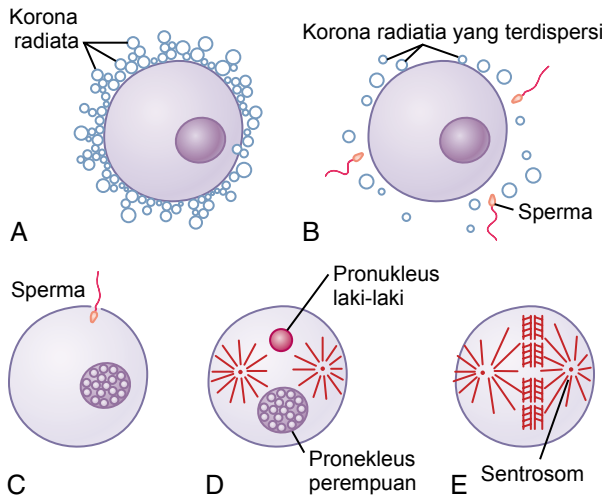 Korona
radiata
Korona radiatia yang terdispersi
A
B
Sperma
Sperma
Pronukleus
laki-laki
Pronekleus
perempuan
Sentrosom
C
D
E